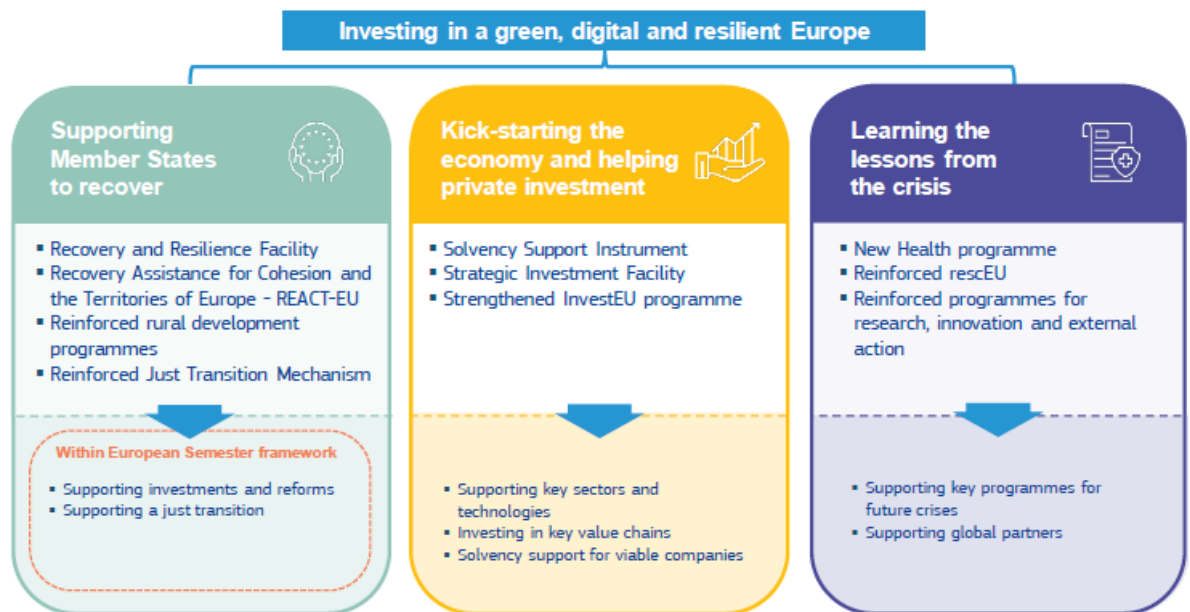 Investing in a green, digital and resilient Europe
Supporting
Member States
to recover
▪ Recovery and Resilience Facility
▪ Recovery Assistance for Cohesion and
the Territories of Europe - REACT-EU
▪ Reinforced rural development
programmes
▪ Reinforced Just Transition Mechanism
Within European Semester framework
▪ Supporting investments and reforms
▪ Supporting a just transition
Kick-starting the
economy and helping
private investment
▪ Solvency Support Instrument
▪ Strategic Investment Facility
▪ Strengthened InvestEU programme
▪ Supporting key sectors and
technologies
▪ Investing in key value chains
▪ Solvency support for viable companies
Learning the
lessons from
the crisis
▪ New Health programme
▪ Reinforced rescEU
▪ Reinforced programmes for
research, innovation and external
action
▪ Supporting key programmes for
future crises
▪ Supporting global partners